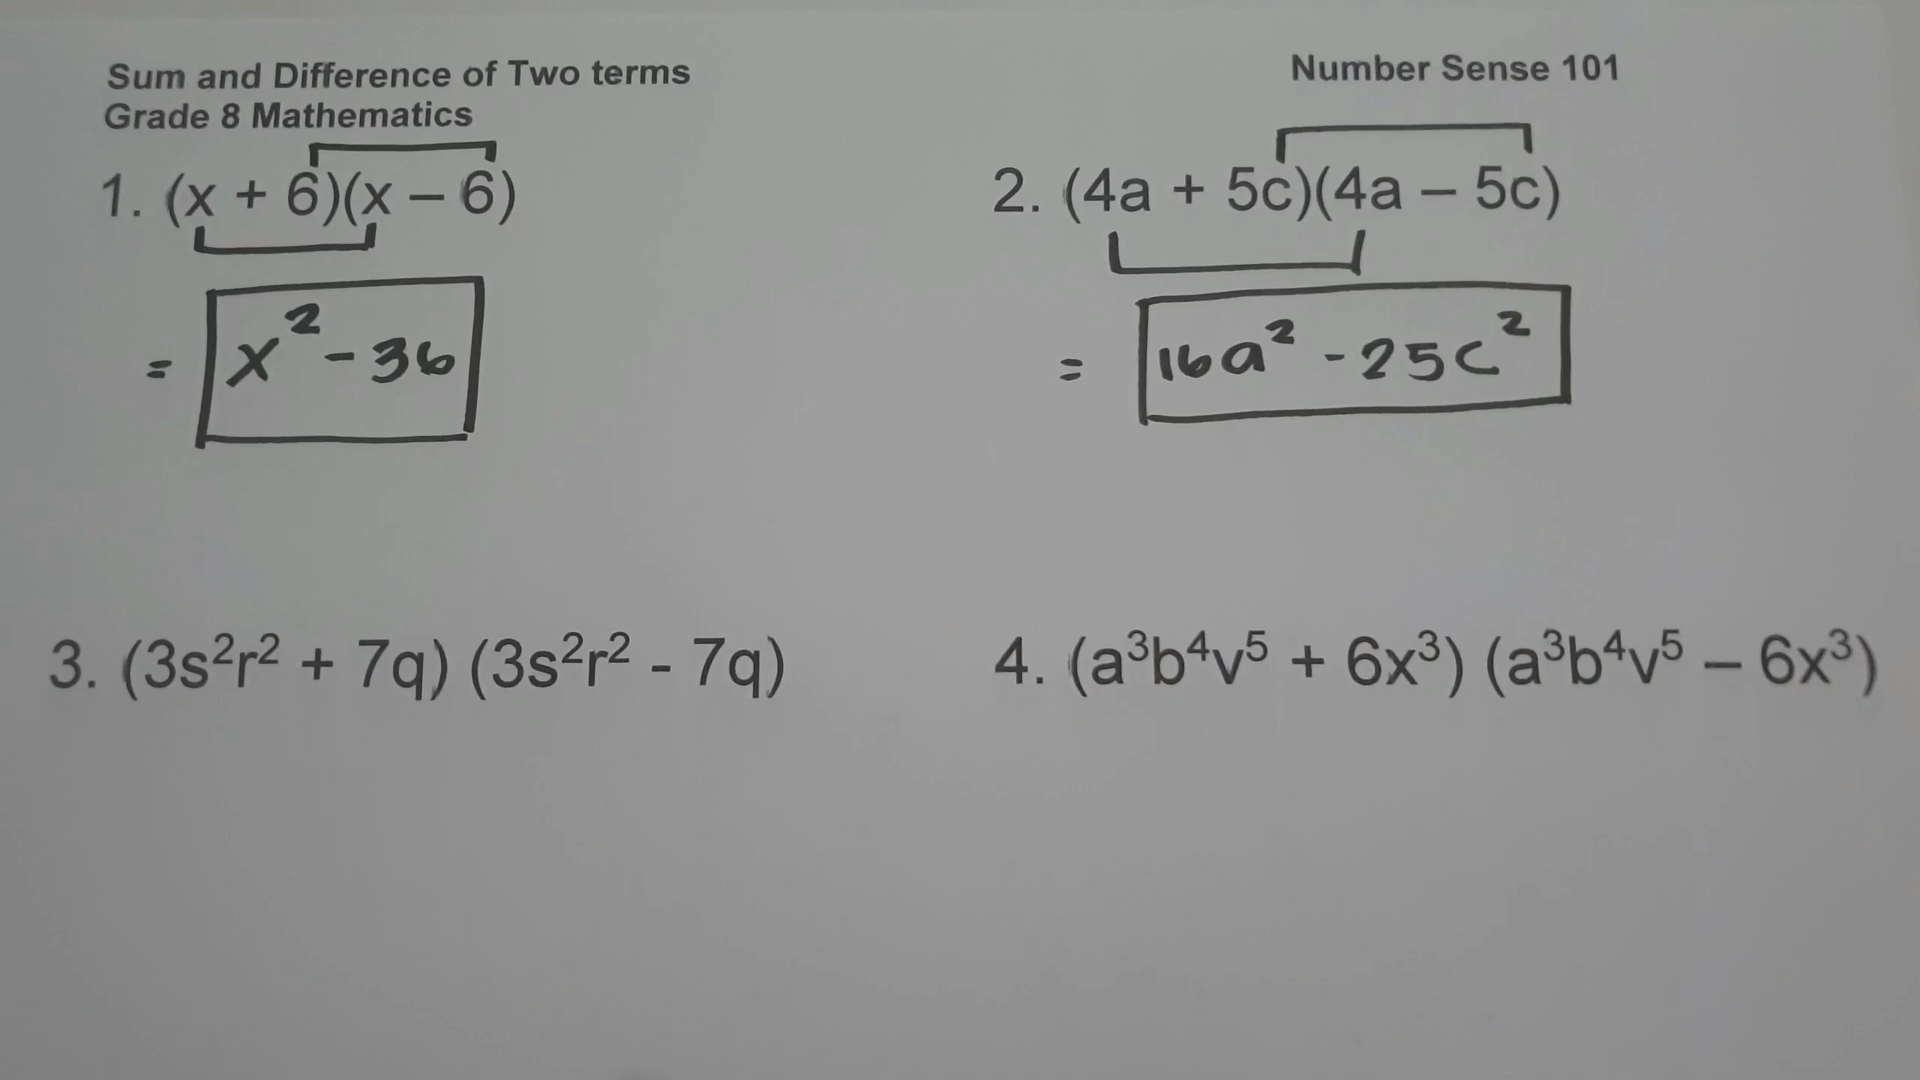 Sum and Difference of Two terms
Grade 8 Mathematics
Number Sense 101
1. (x + 6)(x – 6)
= x² - 36
2. (4a + 5c)(4a – 5c)
= 16a² - 25c²
3. (3s²r² + 7q) (3s²r² - 7q)
4. (a³b⁴v⁵ + 6x³) (a³b⁴v⁵ – 6x³)